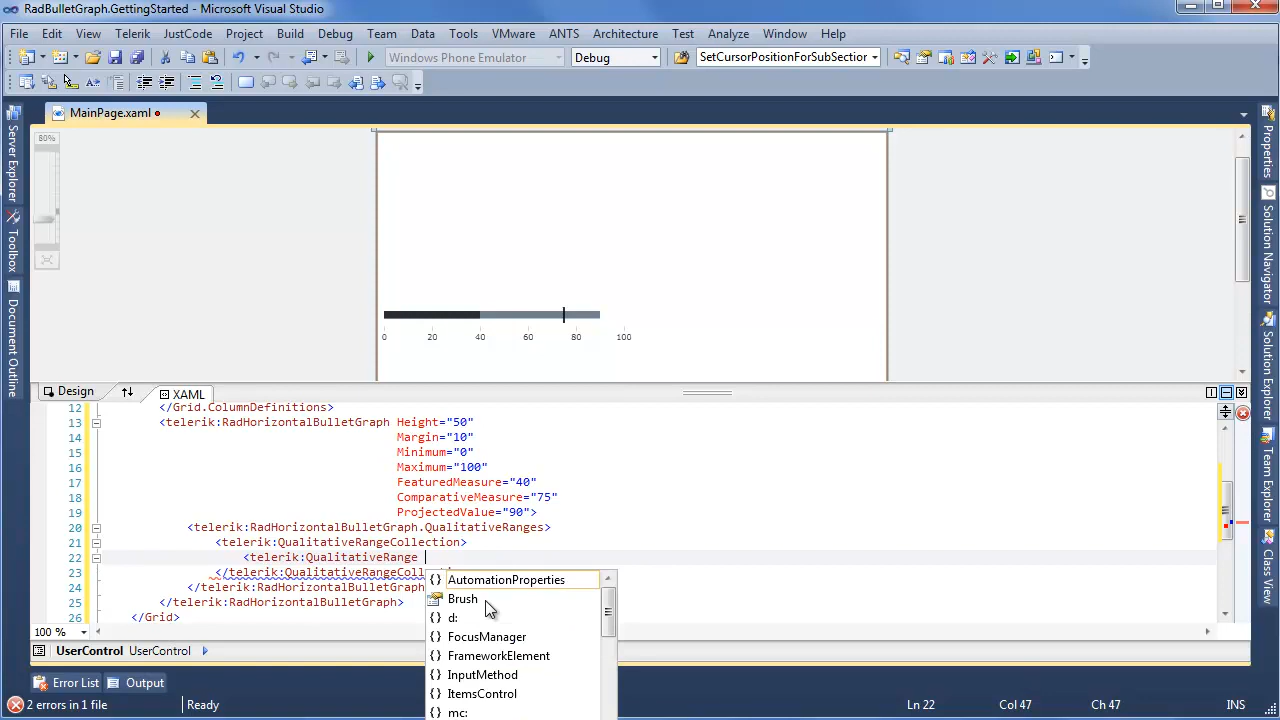 RadBulletGraph.GettingStarted - Microsoft Visual Studio
File Edit View Telerik JustCode Project Build Debug Team Data Tools VMware ANTS Architecture Test Analyze Window Help
Windows Phone Emulator Debug SetCursorPositionForSubSection
MainPage.xaml
80%
0 20 40 60 80 100
Server Explorer
Toolbox
Document Outline
Properties
Solution Navigator
Solution Explorer
Team Explorer
Class View
Design XAML
12 </Grid.ColumnDefinitions>
13 <telerik:RadHorizontalBulletGraph Height="50"
14 Margin="10"
15 Minimum="0"
16 Maximum="100"
17 FeaturedMeasure="40"
18 ComparativeMeasure="75"
19 ProjectedValue="90">
20 <telerik:RadHorizontalBulletGraph.QualitativeRanges>
21 <telerik:QualitativeRangeCollection>
22 <telerik:QualitativeRange
23 </telerik:QualitativeRangeColl
24 </telerik:RadHorizontalBulletGraph
25 </telerik:RadHorizontalBulletGraph>
26 </Grid>
{} AutomationProperties
Brush
{} d:
{} FocusManager
{} FrameworkElement
{} InputMethod
{} ItemsControl
{} mc:
100 %
UserControl UserControl
Error List Output
2 errors in 1 file Ready Ln 22 Col 47 Ch 47 INS